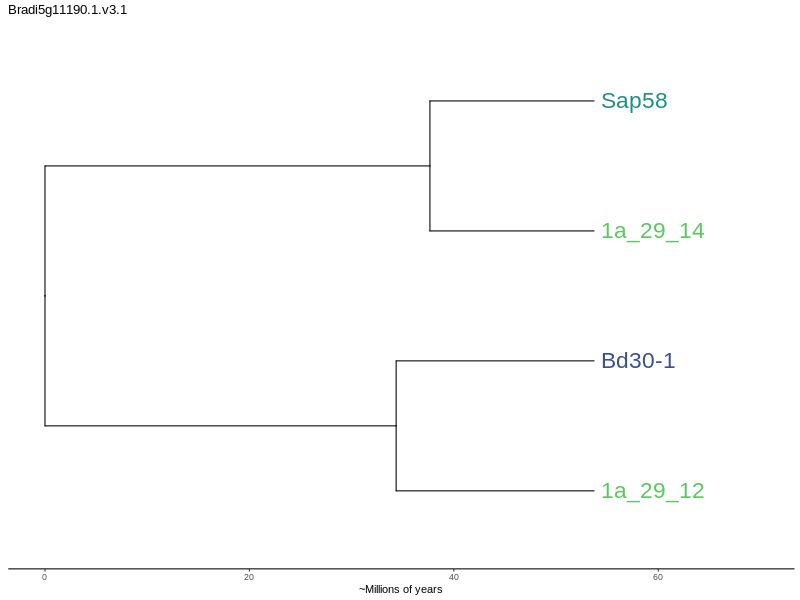 Bradi5g11190.1.v3.1
Sap58
1a_29_14
Bd30-1
1a_29_12
0 20 40 60
~Millions of years